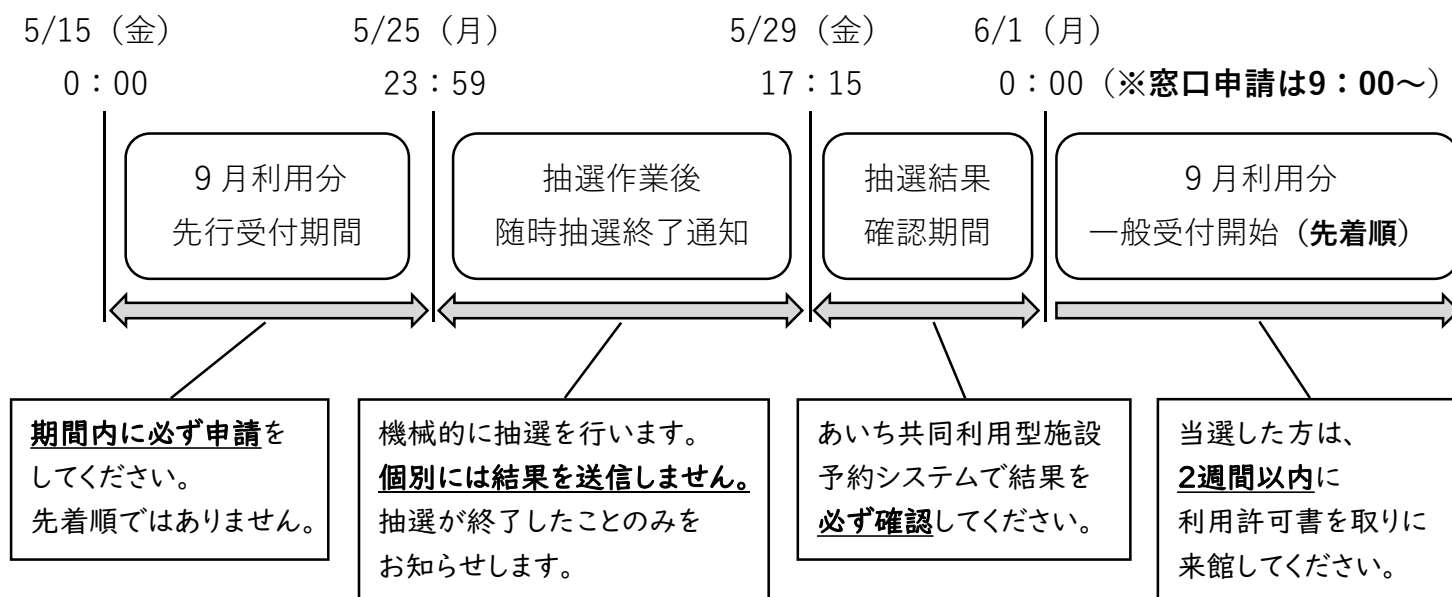 5/15（金）
0：00
5/25（月）
23：59
5/29（金）
17：15
6/1（月）
0：00（※窓口申請は9：00～）
9月利用分
先行受付期間
抽選作業後
随時抽選終了通知
抽選結果
確認期間
9月利用分
一般受付開始（先着順）
期間内に必ず申請を
してください。
先着順ではありません。
機械的に抽選を行います。
個別には結果を送信しません。
抽選が終了したことのみを
お知らせします。
あいち共同利用型施設
予約システムで結果を
必ず確認してください。
当選した方は、
2週間以内に
利用許可書を取りに
来館してください。